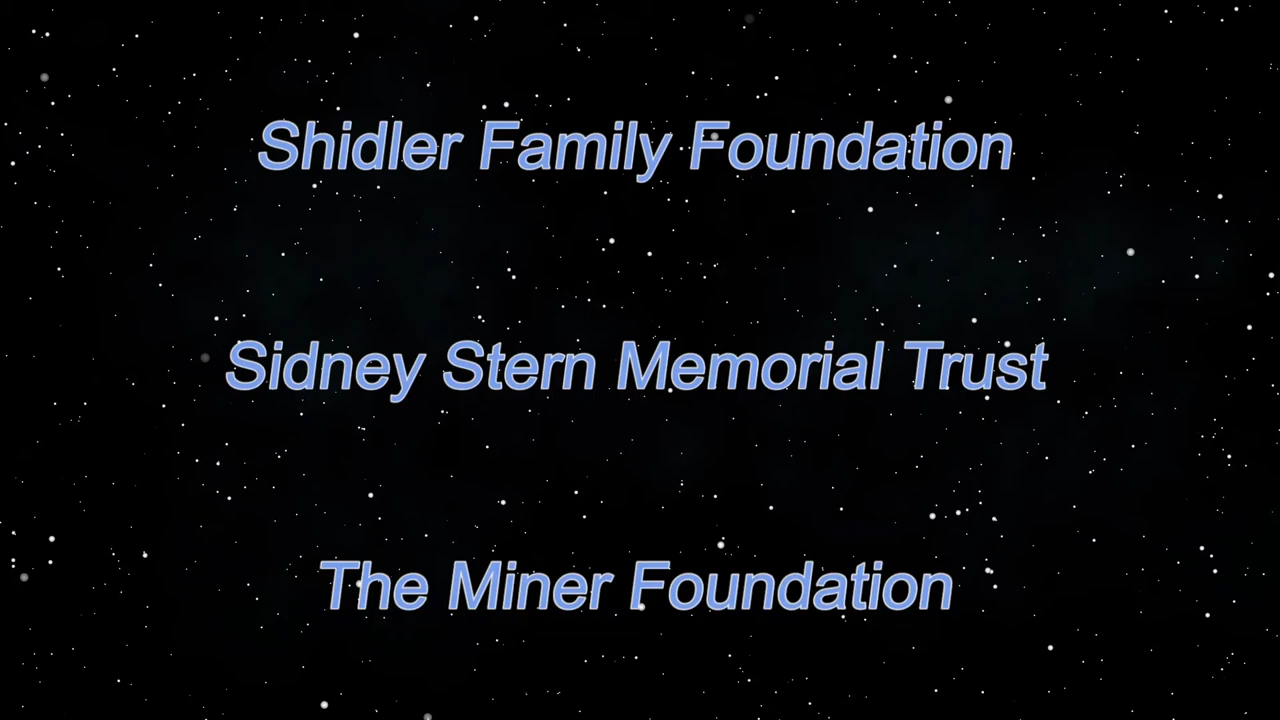 Shidler Family Foundation
Sidney Stern Memorial Trust
The Miner Foundation